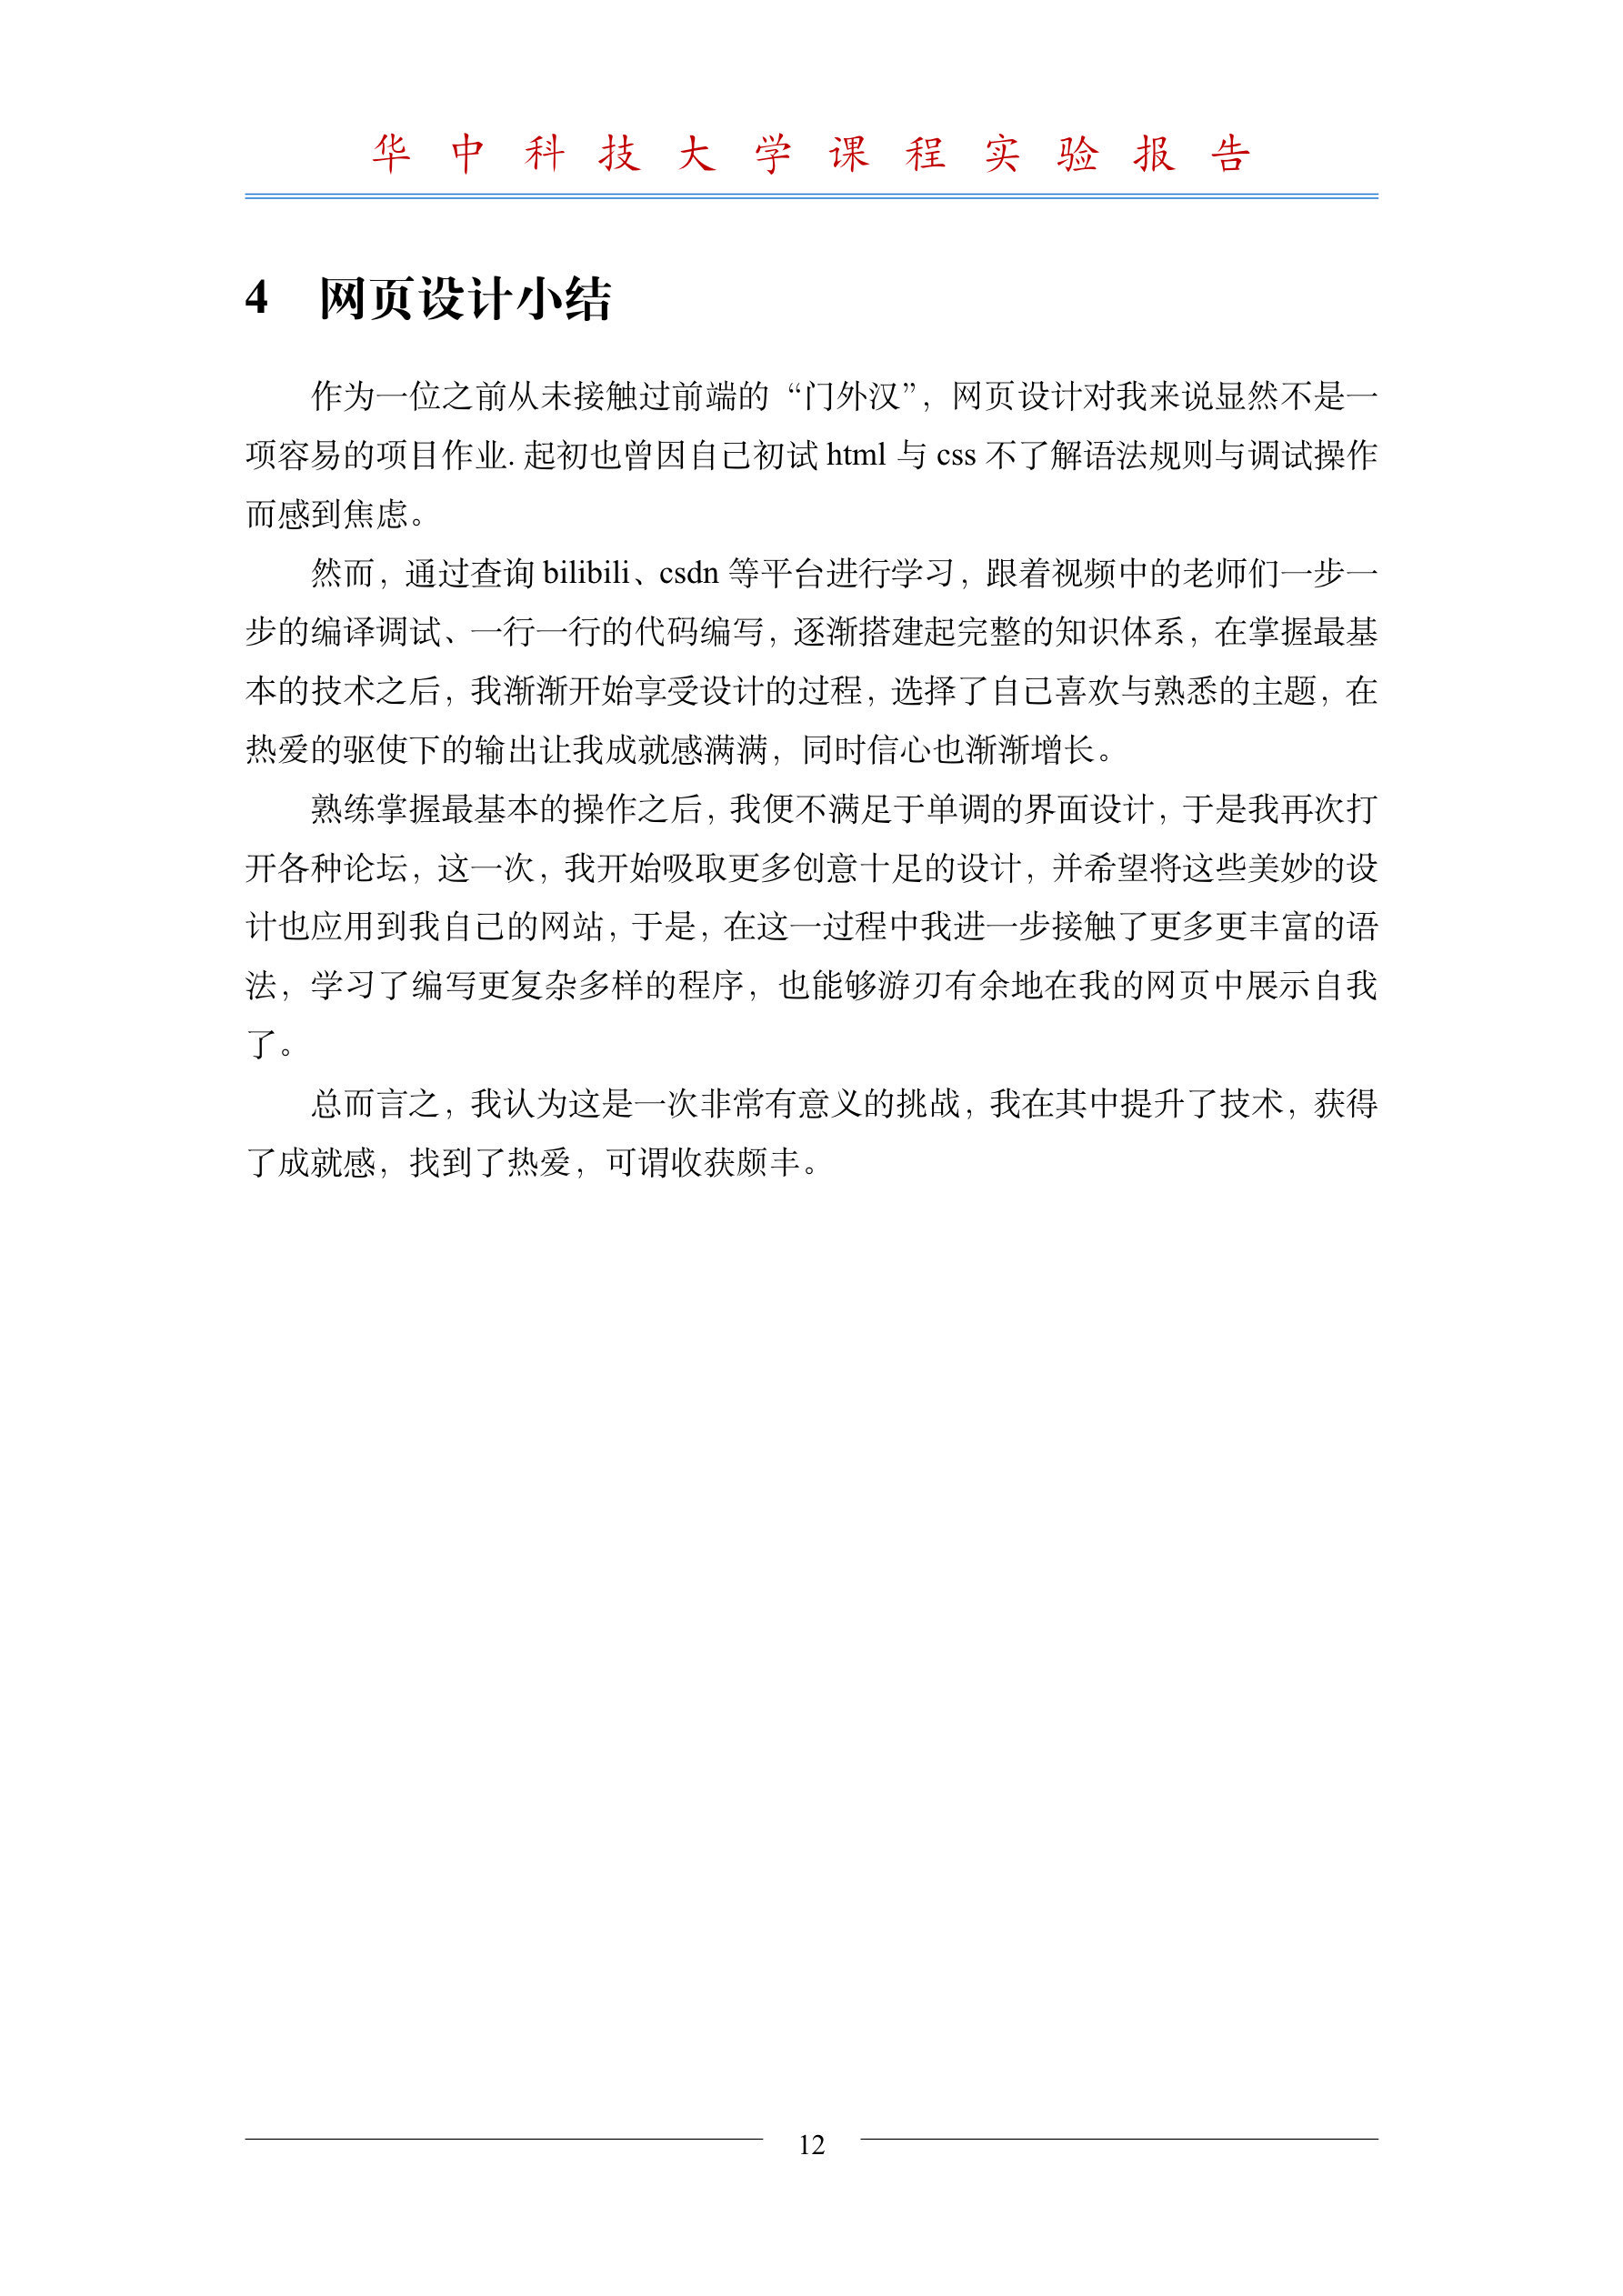 华中科技大学课程实验报告
4 网页设计小结
作为一位之前从未接触过前端的“门外汉”，网页设计对我来说显然不是一
项容易的项目作业. 起初也曾因自己初试 html 与 css 不了解语法规则与调试操作
而感到焦虑。
然而，通过查询 bilibili、csdn 等平台进行学习，跟着视频中的老师们一步一
步的编译调试、一行一行的代码编写，逐渐搭建起完整的知识体系，在掌握最基
本的技术之后，我渐渐开始享受设计的过程，选择了自己喜欢与熟悉的主题，在
热爱的驱使下的输出让我成就感满满，同时信心也渐渐增长。
熟练掌握最基本的操作之后，我便不满足于单调的界面设计，于是我再次打
开各种论坛，这一次，我开始吸取更多创意十足的设计，并希望将这些美妙的设
计也应用到我自己的网站，于是，在这一过程中我进一步接触了更多更丰富的语
法，学习了编写更复杂多样的程序，也能够游刃有余地在我的网页中展示自我
了。
总而言之，我认为这是一次非常有意义的挑战，我在其中提升了技术，获得
了成就感，找到了热爱，可谓收获颇丰。
12